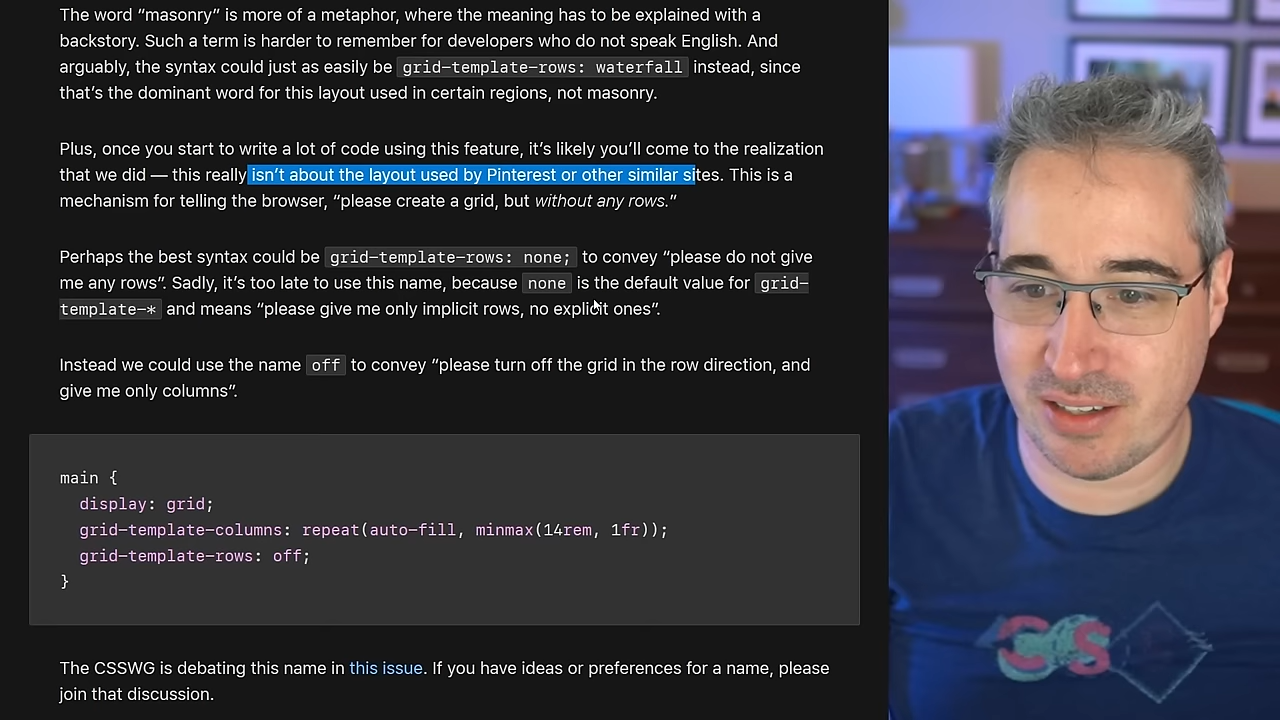 The word “masonry” is more of a metaphor, where the meaning has to be explained with a
backstory. Such a term is harder to remember for developers who do not speak English. And
arguably, the syntax could just as easily be grid-template-rows: waterfall instead, since
that’s the dominant word for this layout used in certain regions, not masonry.
Plus, once you start to write a lot of code using this feature, it’s likely you’ll come to the realization
that we did — this really isn’t about the layout used by Pinterest or other similar sites. This is a
mechanism for telling the browser, “please create a grid, but without any rows.”
Perhaps the best syntax could be grid-template-rows: none; to convey “please do not give
me any rows”. Sadly, it’s too late to use this name, because none is the default value for grid-
template-* and means “please give me only implicit rows, no explicit ones”.
Instead we could use the name off to convey “please turn off the grid in the row direction, and
give me only columns”.
main {
display: grid;
grid-template-columns: repeat(auto-fill, minmax(14rem, 1fr));
grid-template-rows: off;
}
The CSSWG is debating this name in this issue. If you have ideas or preferences for a name, please
join that discussion.
CSS